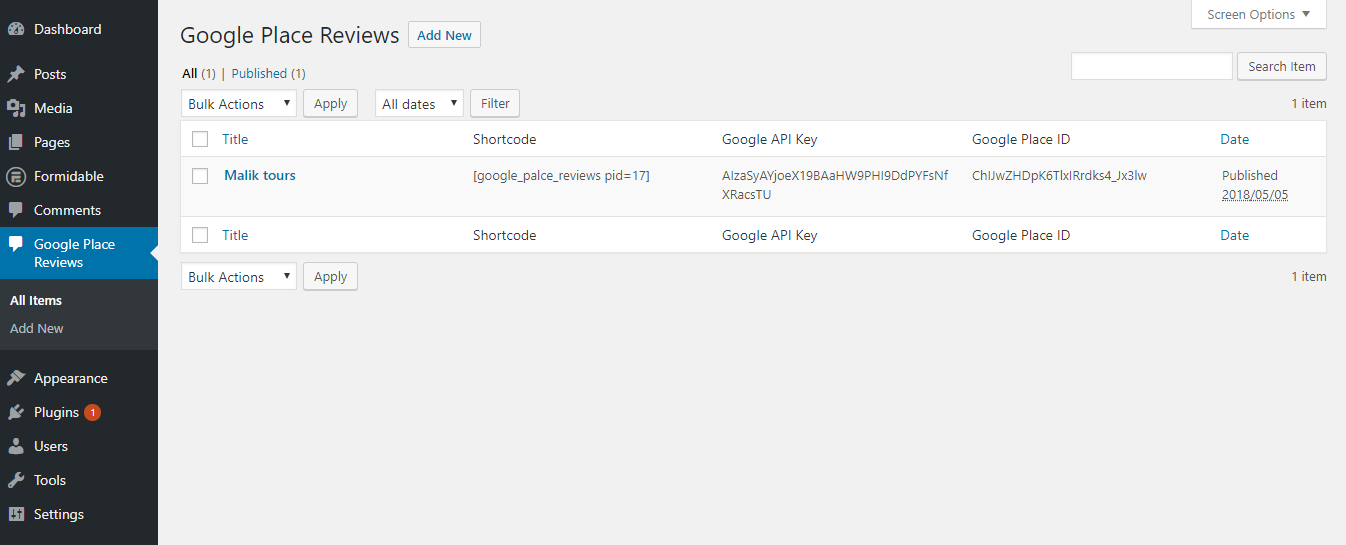 Dashboard
Posts
Media
Pages
Formidable
Comments
Google Place
Reviews
All Items
Add New
Appearance
Plugins 1
Users
Tools
Settings
Screen Options
Google Place Reviews Add New
All (1) | Published (1)
Search Item
Bulk Actions Apply All dates Filter 1 item
Title Shortcode Google API Key Google Place ID Date
Malik tours [google_palce_reviews pid=17] AIzaSyAYjoeX19BAaHW9PHI9DdPYFsNf ChIJwZHDpK6TlxIRrdks4_Jx3lw Published
XRacsTU 2018/05/05
Title Shortcode Google API Key Google Place ID Date
Bulk Actions Apply 1 item